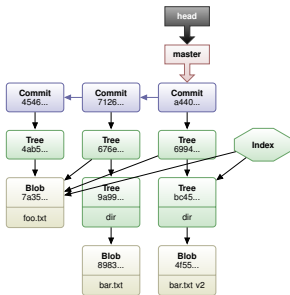 head
master
Commit
4546...
Commit
7126...
Commit
a440...
Tree
4ab5...
Tree
676e...
Tree
6994...
Index
Blob
7a35...
foo.txt
Tree
9a99...
dir
Tree
bc45...
dir
Blob
8983...
bar.txt
Blob
4f55...
bar.txt v2